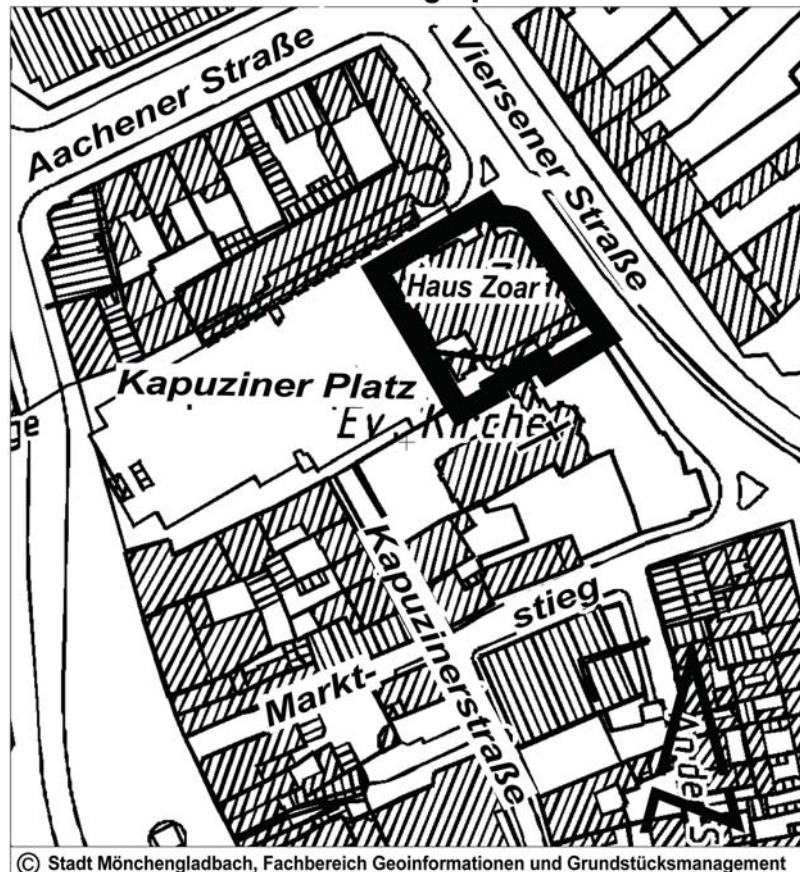 Aachener Straße
Viersener Straße
Haus Zoar
Kapuziner Platz
ge
Ev. Kirche
Kapuzinerstraße
stieg
Markt-
© Stadt Mönchengladbach, Fachbereich Geoinformationen und Grundstücksmanagement